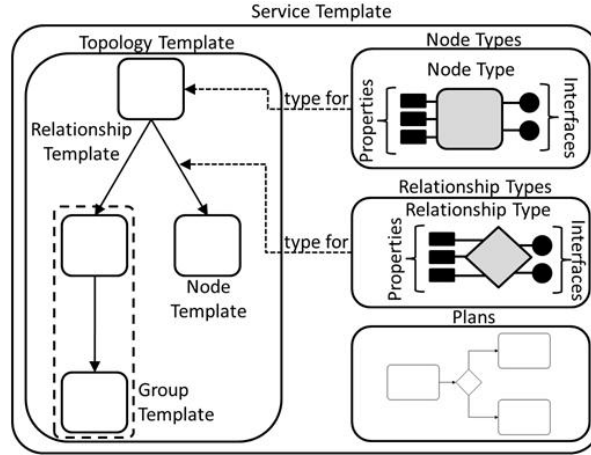 Service Template
Topology Template
Relationship
Template
Node
Template
Group
Template
type for
type for
Node Types
Node Type
Properties
Interfaces
Relationship Types
Relationship Type
Properties
Interfaces
Plans